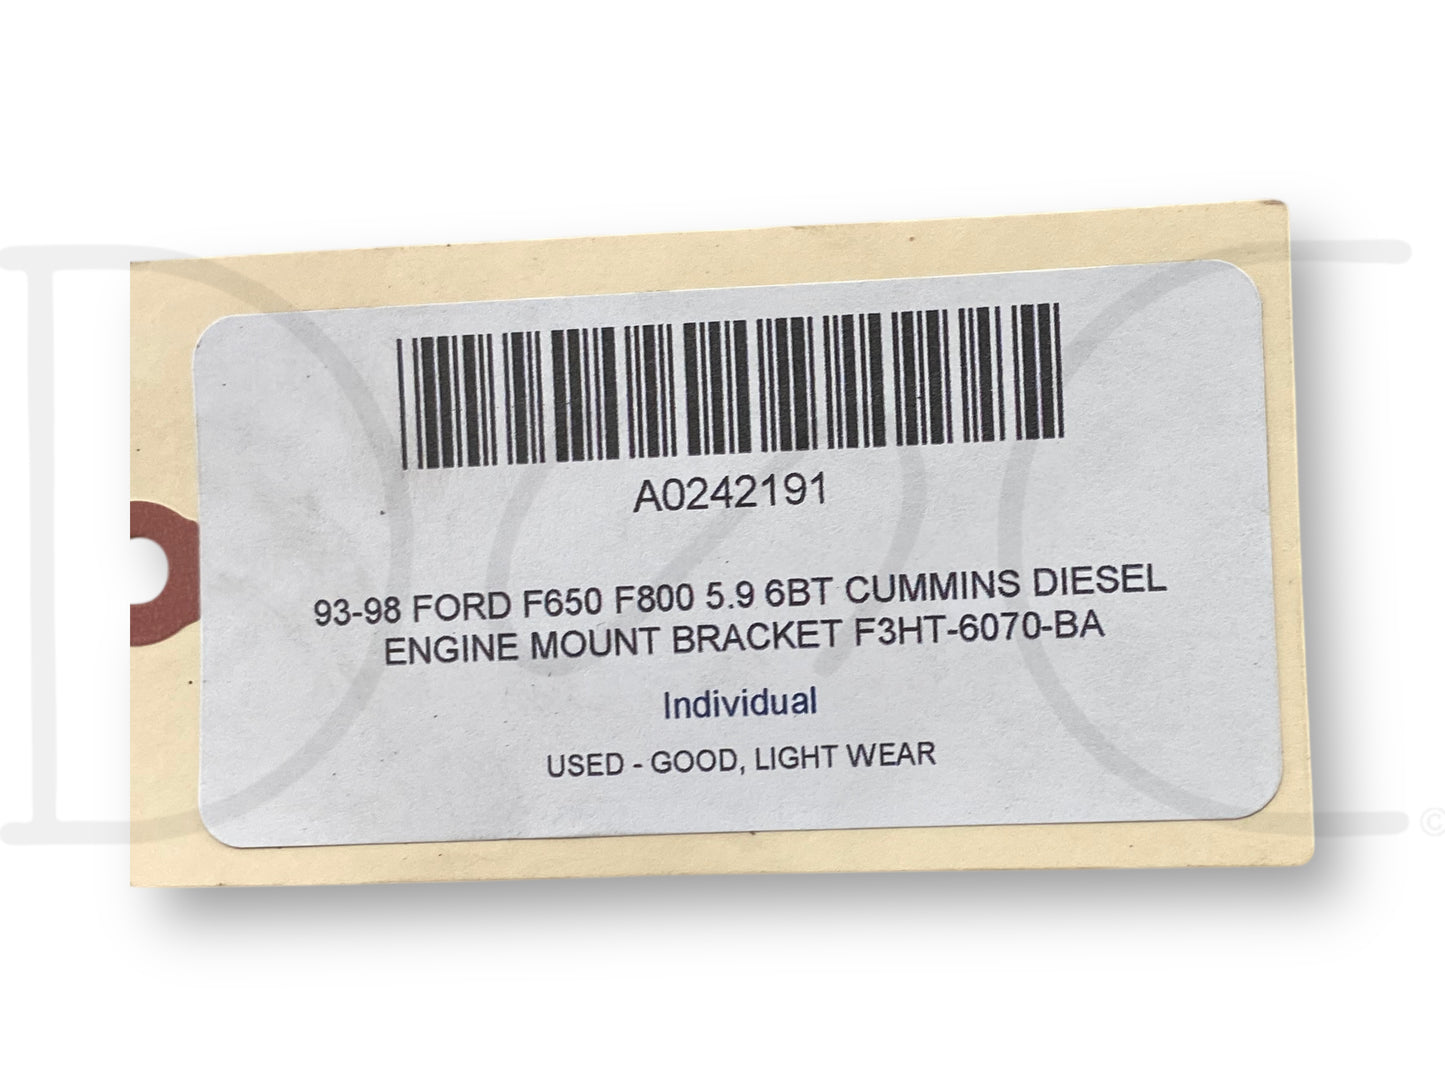 A0242191
93-98 FORD F650 F800 5.9 6BT CUMMINS DIESEL
ENGINE MOUNT BRACKET F3HT-6070-BA
Individual
USED - GOOD, LIGHT WEAR
©